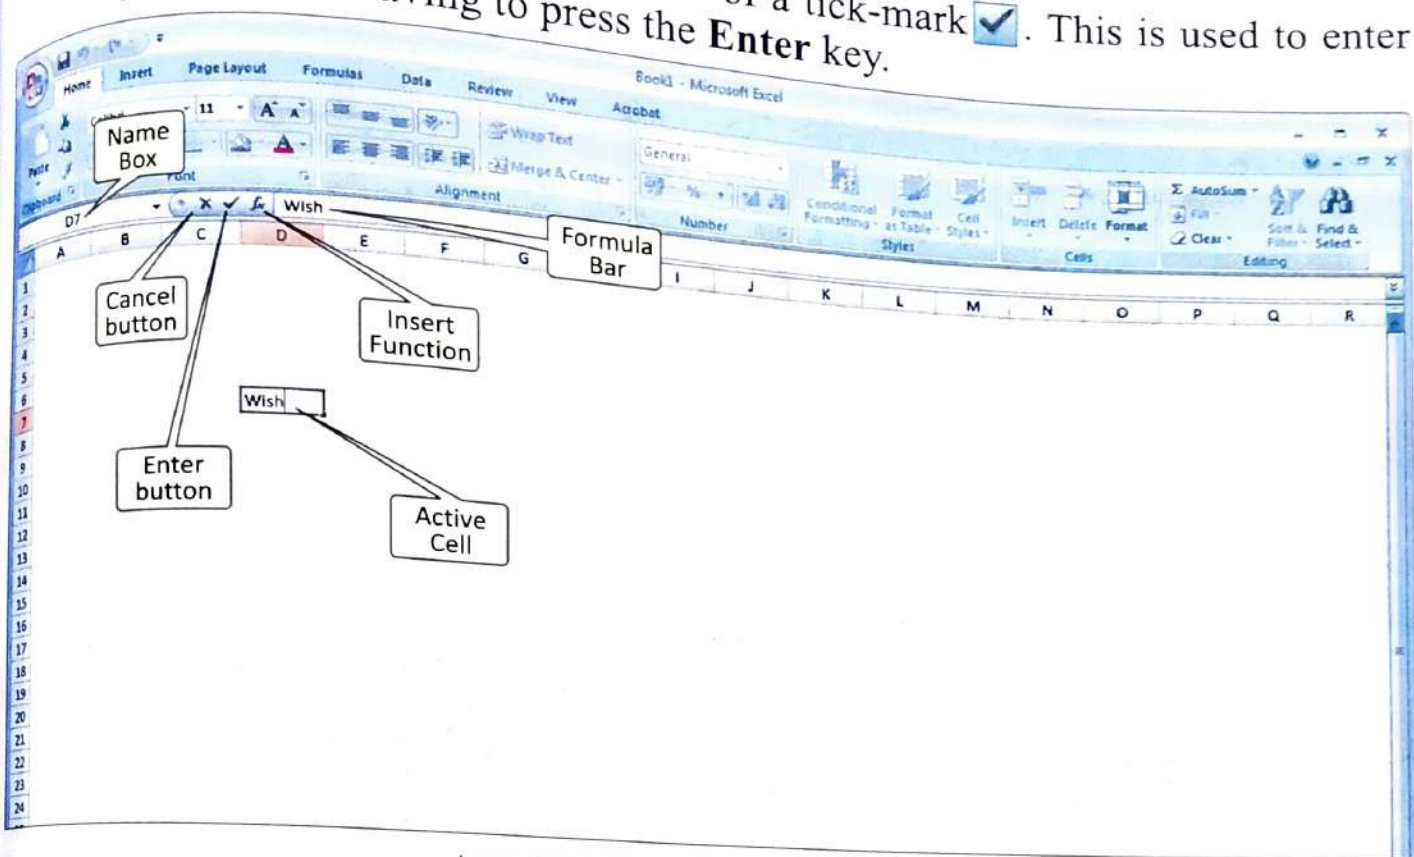 to press the Enter key.
a tick-mark. This is used to enter
Book1 - Microsoft Excel
Home Insert Page Layout Formulas Data Review View Acrobat
11 A A
Wrap Text
General
Paste
Merge & Center
%
Conditional Formatting
Format as Table
Cell Styles
Insert Delete Format
Σ AutoSum
Fill
Clear
Sort & Filter
Find & Select
Clipboard Font Alignment Number Styles Cells Editing
Name
Box
D7 fx Wish
Formula
Bar
A B C D E F G I J K L M N O P Q R
Cancel
button
Insert
Function
Wish
Enter
button
Active
Cell
1
2
3
4
5
6
7
8
9
10
11
12
13
14
15
16
17
18
19
20
21
22
23
24